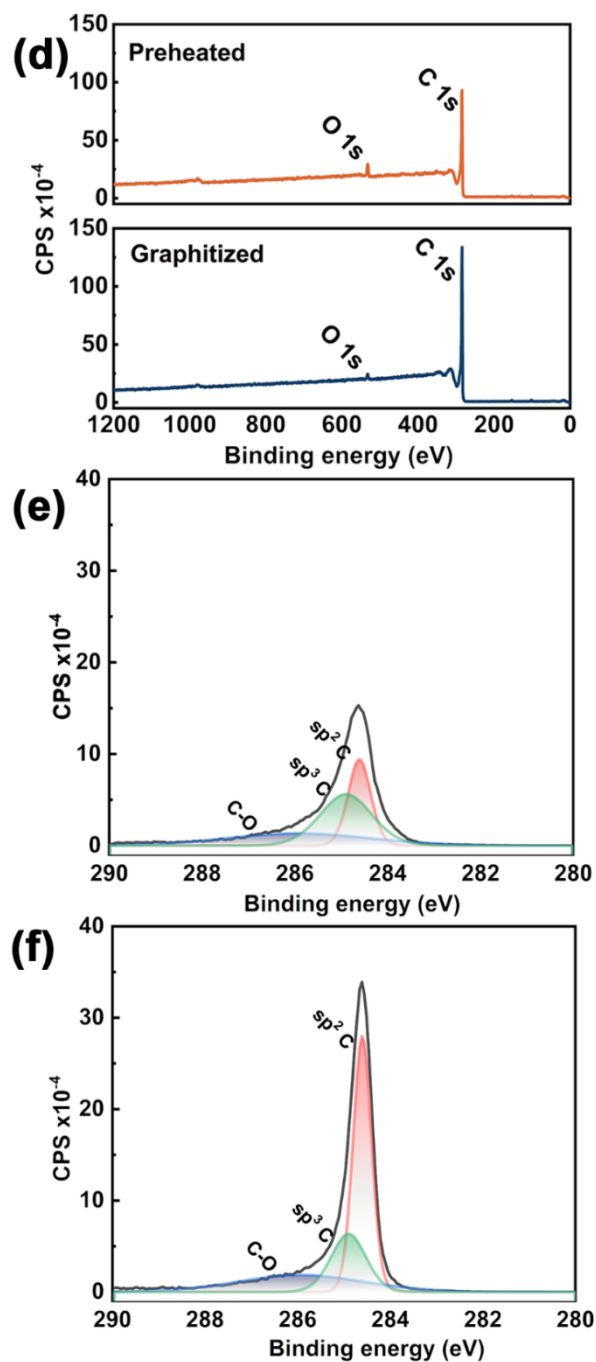 (d)
150
Preheated
C 1s
100
O 1s
50
0
CPS x10⁻⁴
150
Graphitized
C 1s
100
O 1s
50
0
1200 1000 800 600 400 200 0
Binding energy (eV)
(e)
40
30
20
10
0
CPS x10⁻⁴
sp² C
sp³ C
C-O
290 288 286 284 282 280
Binding energy (eV)
(f)
40
30
20
10
0
CPS x10⁻⁴
sp² C
sp³ C
C-O
290 288 286 284 282 280
Binding energy (eV)